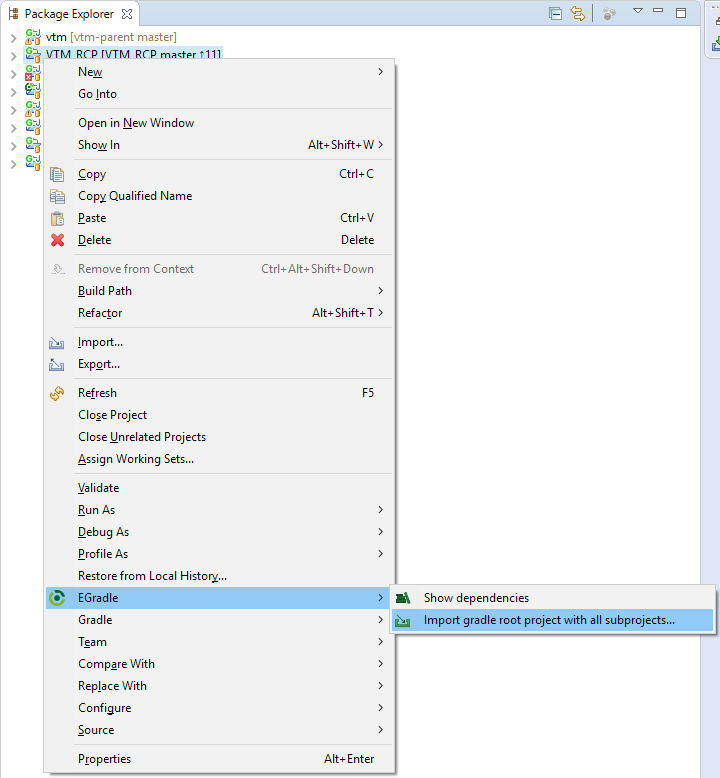 Package Explorer
vtm [vtm-parent master]
VTM_RCP [VTM_RCP master ↑11]
New
Go Into
Open in New Window
Show In Alt+Shift+W
Copy Ctrl+C
Copy Qualified Name
Paste Ctrl+V
Delete Delete
Remove from Context Ctrl+Alt+Shift+Down
Build Path
Refactor Alt+Shift+T
Import...
Export...
Refresh F5
Close Project
Close Unrelated Projects
Assign Working Sets...
Validate
Run As
Debug As
Profile As
Restore from Local History...
EGradle
Show dependencies
Gradle
Import gradle root project with all subprojects...
Team
Compare With
Replace With
Configure
Source
Properties Alt+Enter